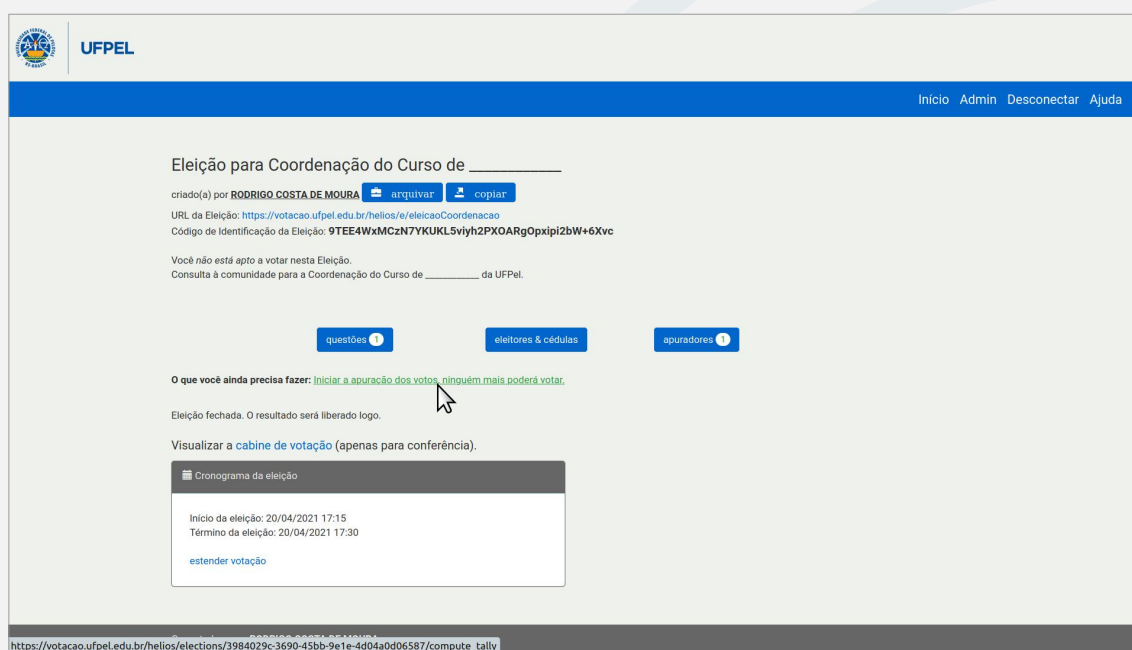 UFPEL
Início Admin Desconectar Ajuda
Eleição para Coordenação do Curso de ____________
criado(a) por RODRIGO COSTA DE MOURA arquivar copiar
URL da Eleição: https://votacao.ufpel.edu.br/helios/e/eleicaoCoordenacao
Código de Identificação da Eleição: 9TEE4WxMCzN7YKUKL5viyh2PXOARgOpxipi2bW+6Xvc
Você não está apto a votar nesta Eleição.
Consulta à comunidade para a Coordenação do Curso de ___________ da UFPel.
questões 1 eleitores & cédulas apuradores 1
O que você ainda precisa fazer: Iniciar a apuração dos votos, ninguém mais poderá votar.
Eleição fechada. O resultado será liberado logo.
Visualizar a cabine de votação (apenas para conferência).
Cronograma da eleição
Início da eleição: 20/04/2021 17:15
Término da eleição: 20/04/2021 17:30
estender votação
RODRIGO COSTA DE MOURA
https://votacao.ufpel.edu.br/helios/elections/3984029c-3690-45bb-9e1e-4d04a0d06587/compute_tally